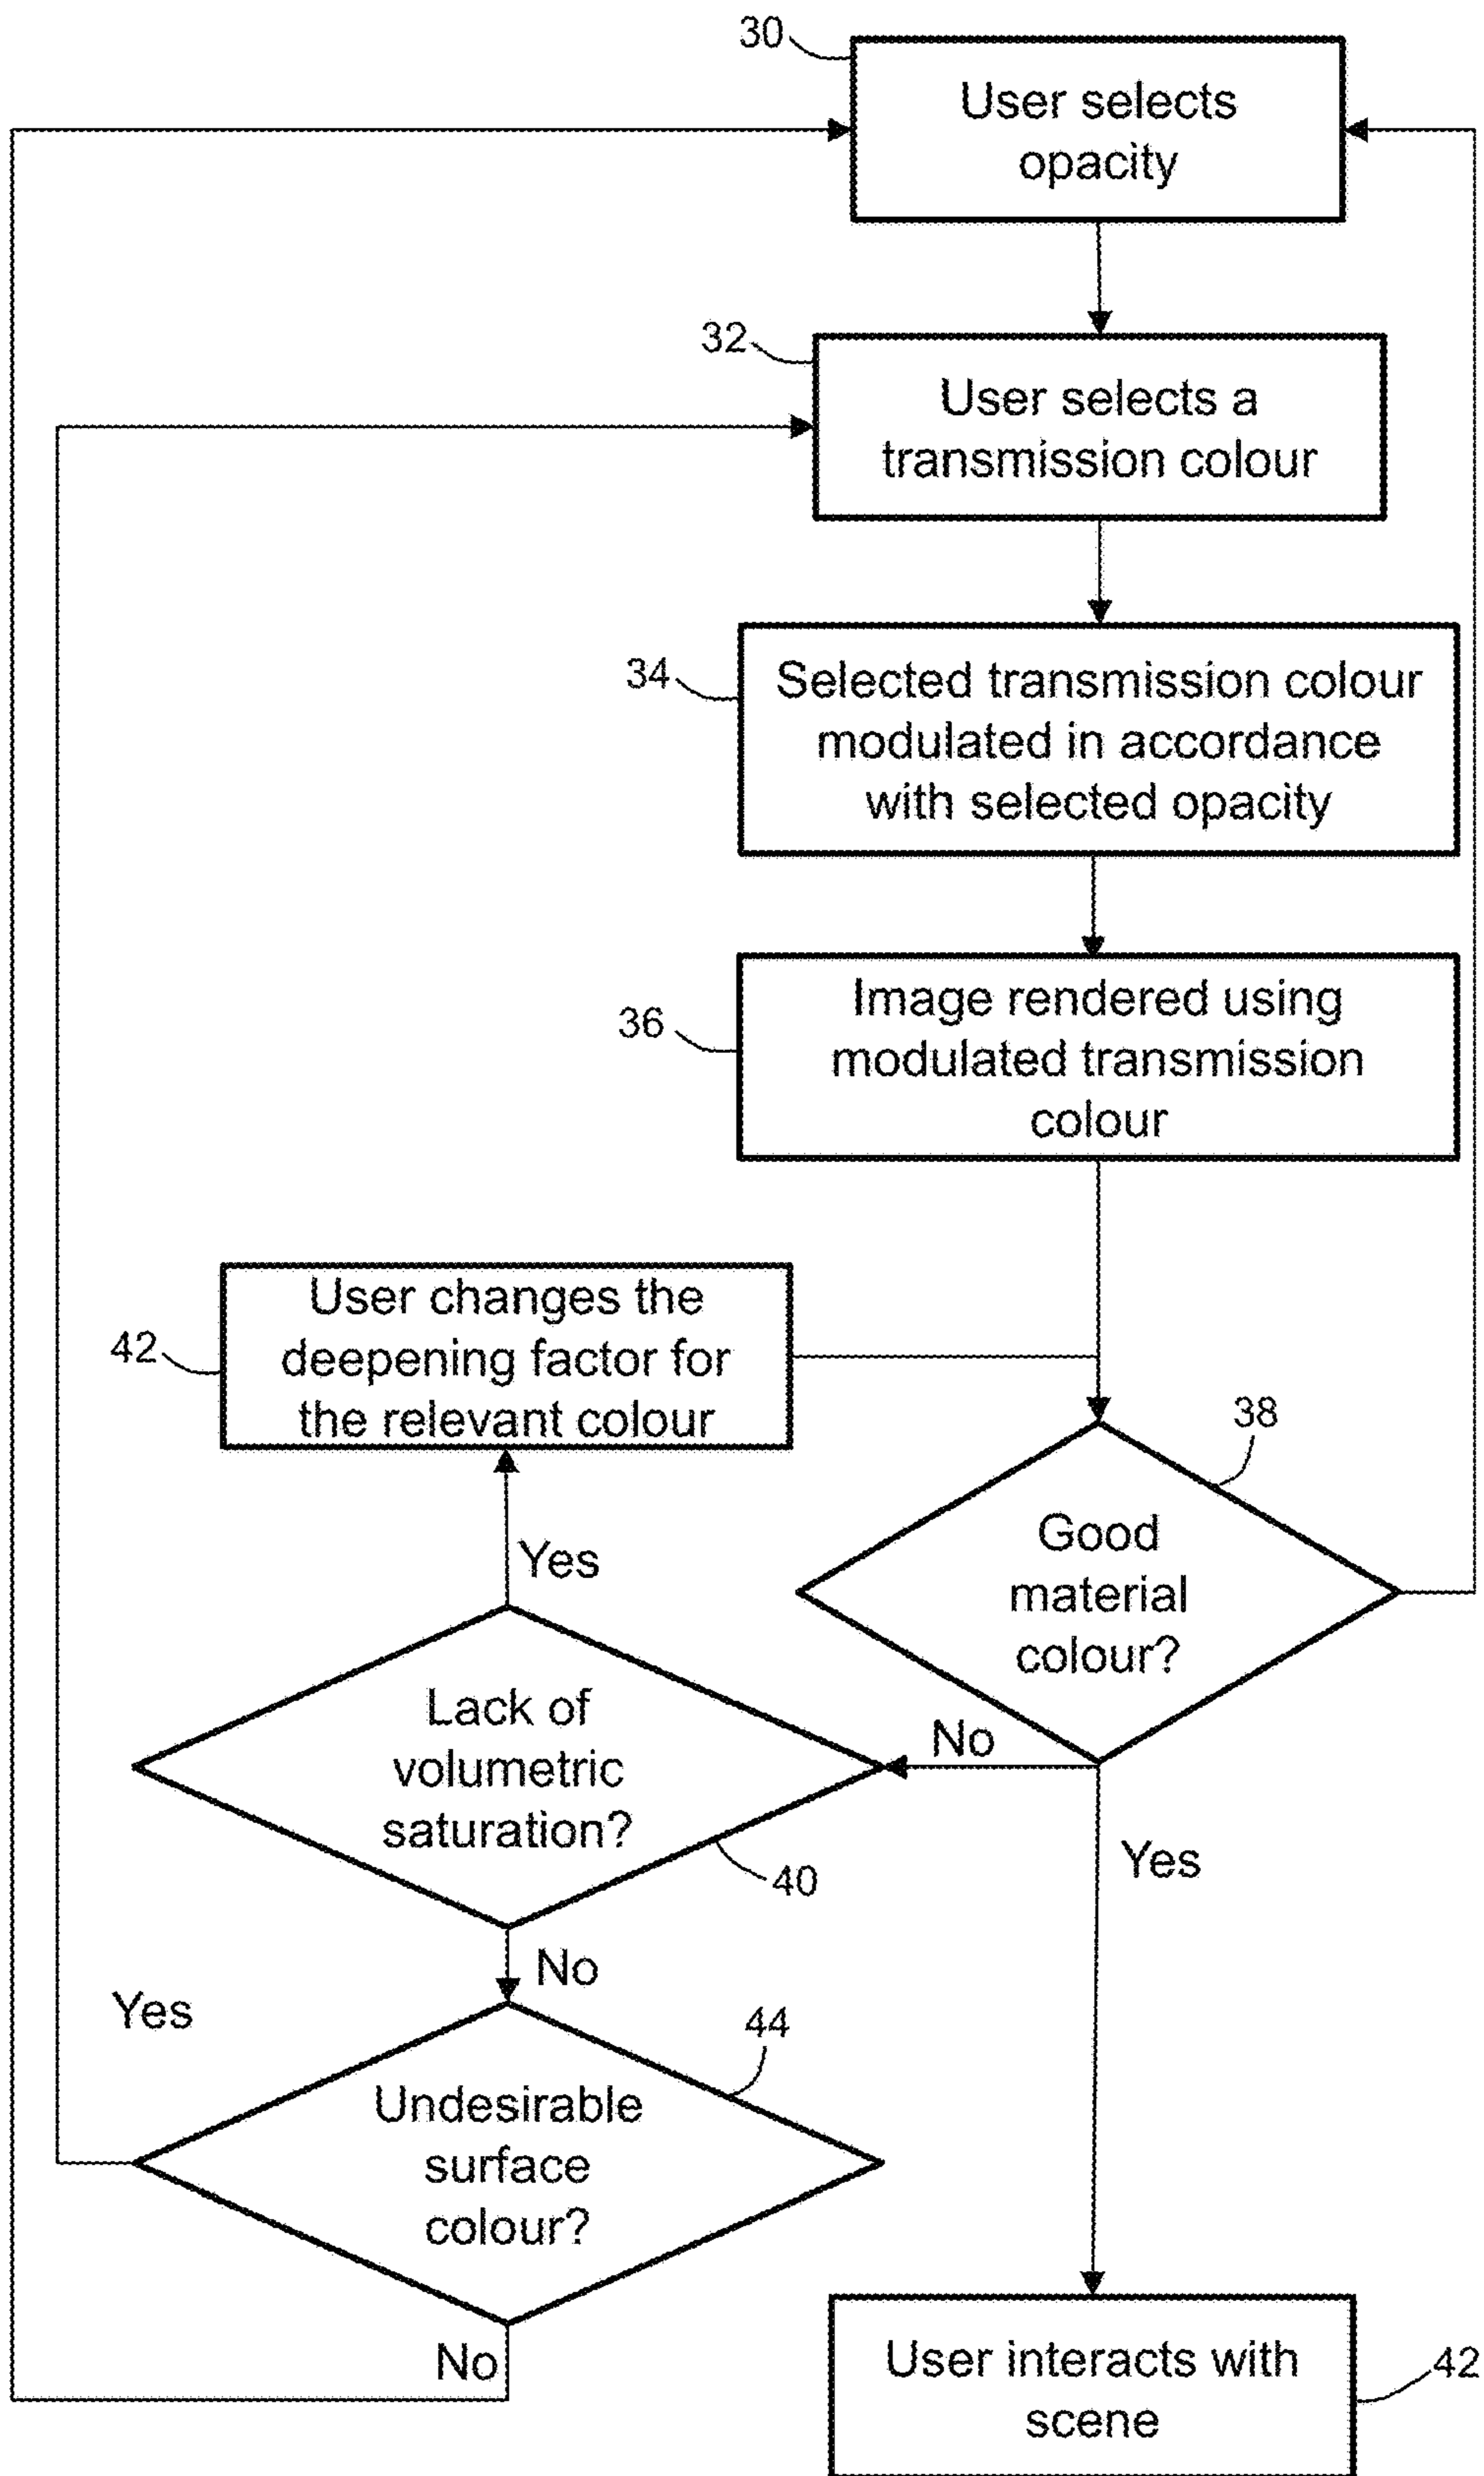 30
User selects
opacity
32
User selects a
transmission colour
34
Selected transmission colour
modulated in accordance
with selected opacity
36
Image rendered using
modulated transmission
colour
42
User changes the
deepening factor for
the relevant colour
38
Good
material
colour?
Yes
Lack of
volumetric
saturation?
No
40
Yes
No
Yes
44
Undesirable
surface
colour?
No
User interacts with
scene
42